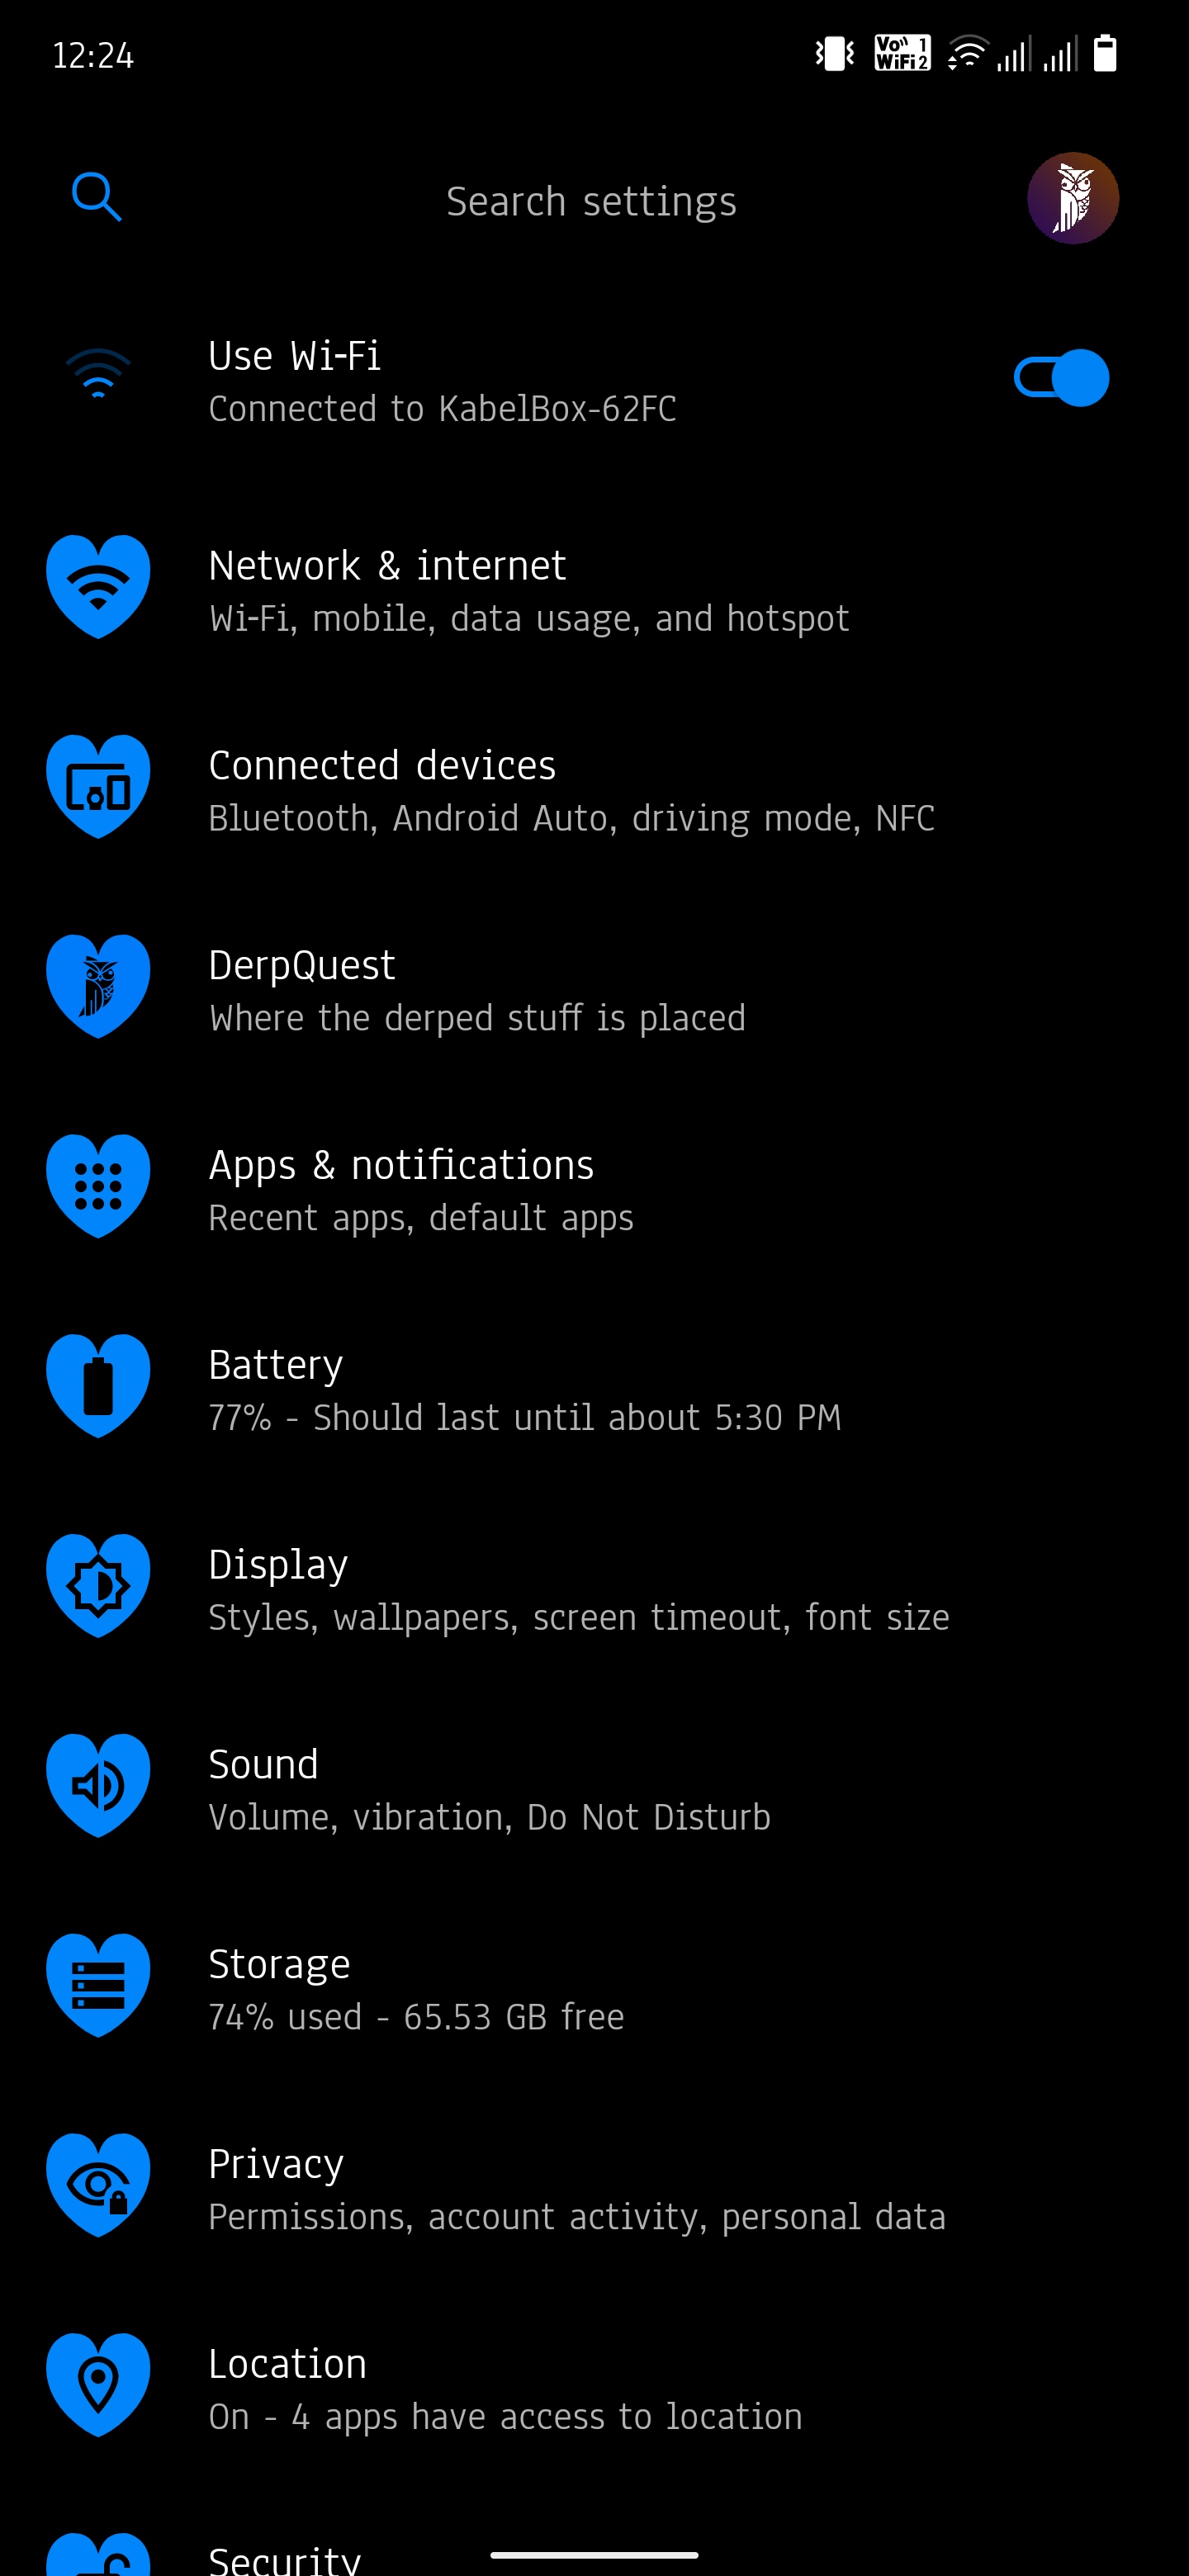 12:24
Vo 1
WiFi 2
Search settings
Use Wi-Fi
Connected to KabelBox-62FC
Network & internet
Wi-Fi, mobile, data usage, and hotspot
Connected devices
Bluetooth, Android Auto, driving mode, NFC
DerpQuest
Where the derped stuff is placed
Apps & notifications
Recent apps, default apps
Battery
77% - Should last until about 5:30 PM
Display
Styles, wallpapers, screen timeout, font size
Sound
Volume, vibration, Do Not Disturb
Storage
74% used - 65.53 GB free
Privacy
Permissions, account activity, personal data
Location
On - 4 apps have access to location
Security